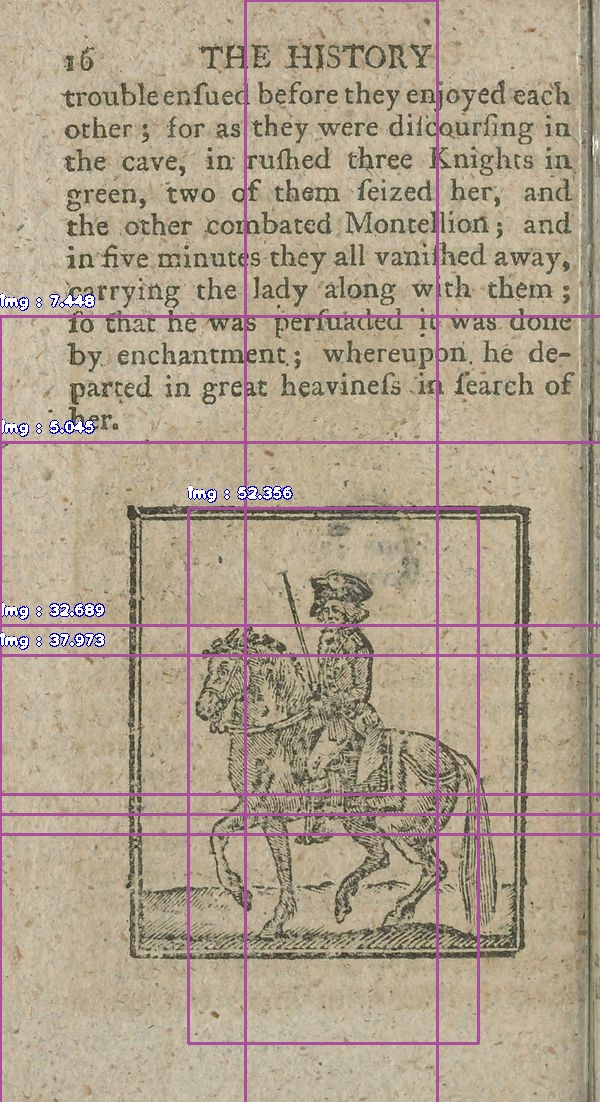 16 THE HISTORY
trouble enſued before they enjoyed each
other ; for as they were diſcourſing in
the cave, in ruſhed three Knights in
green, two of them ſeized her, and
the other combated Montellion ; and
in five minutes they all vaniſhed away,
carrying the lady along with them ;
ſo that he was perſuaded it was done
by enchantment ; whereupon he de-
parted in great heavineſs in ſearch of
her.
img : 7.448
img : 5.045
img : 52.356
img : 32.689
img : 37.973